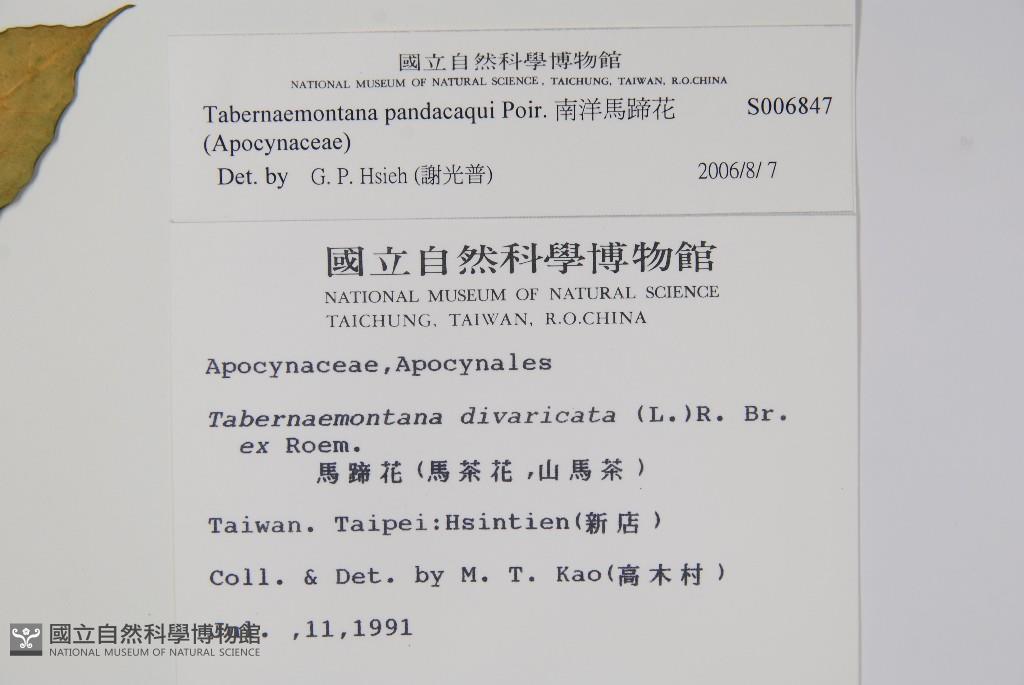 國立自然科學博物館
NATIONAL MUSEUM OF NATURAL SCIENCE, TAICHUNG, TAIWAN, R.O.CHINA
Tabernaemontana pandacaqui Poir. 南洋馬蹄花 S006847
(Apocynaceae)
Det. by G. P. Hsieh (謝光普) 2006/8/ 7
國立自然科學博物館
NATIONAL MUSEUM OF NATURAL SCIENCE
TAICHUNG, TAIWAN, R.O.CHINA
Apocynaceae,Apocynales
Tabernaemontana divaricata (L.)R. Br.
ex Roem.
馬蹄花(馬茶花,山馬茶)
Taiwan. Taipei:Hsintien(新店)
Coll. & Det. by M. T. Kao(高木村)
,11,1991
國立自然科學博物館
NATIONAL MUSEUM OF NATURAL SCIENCE